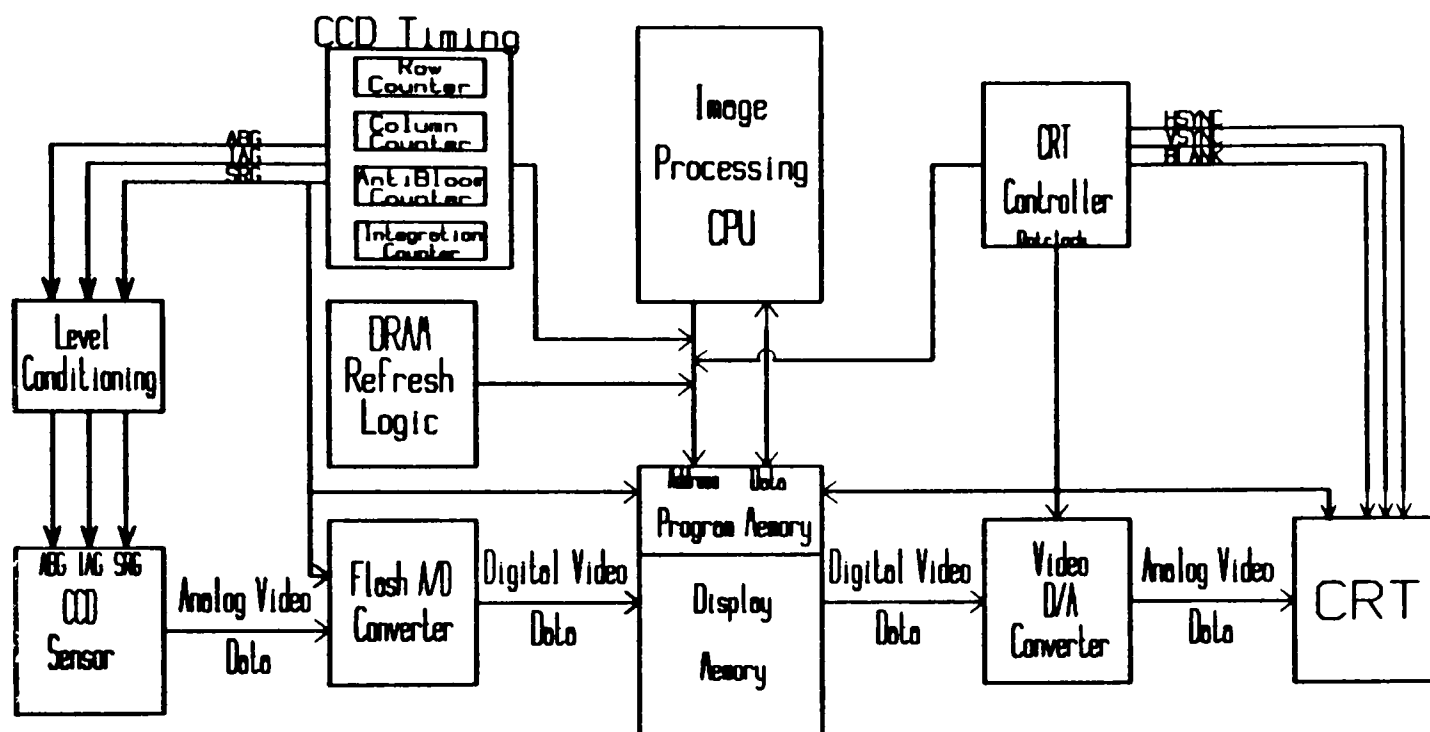 CCD Timing
Row
Counter
Column
Counter
AntiBloom
Counter
Integration
Counter
ABG
IAG
SRG
Image
Processing
CPU
CRT
Controller
Dotclock
HSYNC
VSYNC
BLANK
Level
Conditioning
DRAM
Refresh
Logic
Address Data
Program Memory
Display
Memory
ABG IAG SRG
CCD
Sensor
Analog Video
Data
Flash A/D
Converter
Digital Video
Data
Digital Video
Data
Video
D/A
Converter
Analog Video
Data
CRT